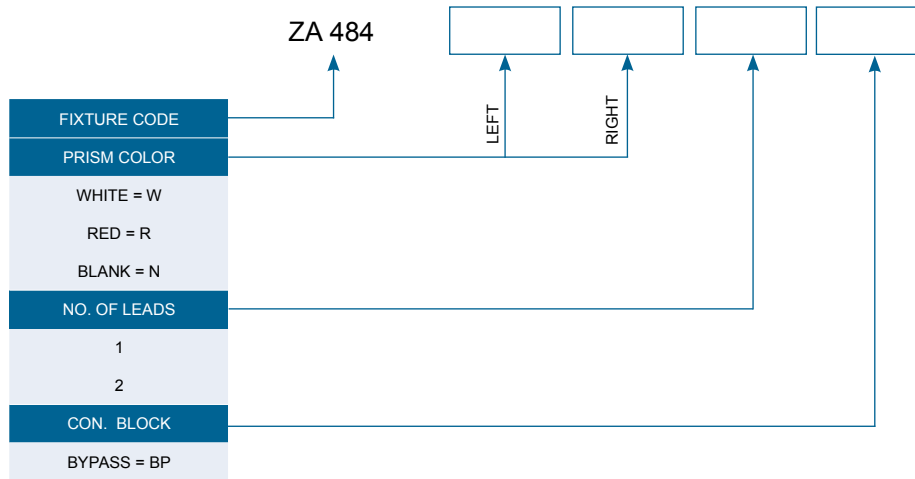 ZA 484
LEFT
RIGHT
FIXTURE CODE
PRISM COLOR
WHITE = W
RED = R
BLANK = N
NO. OF LEADS
1
2
CON. BLOCK
BYPASS = BP